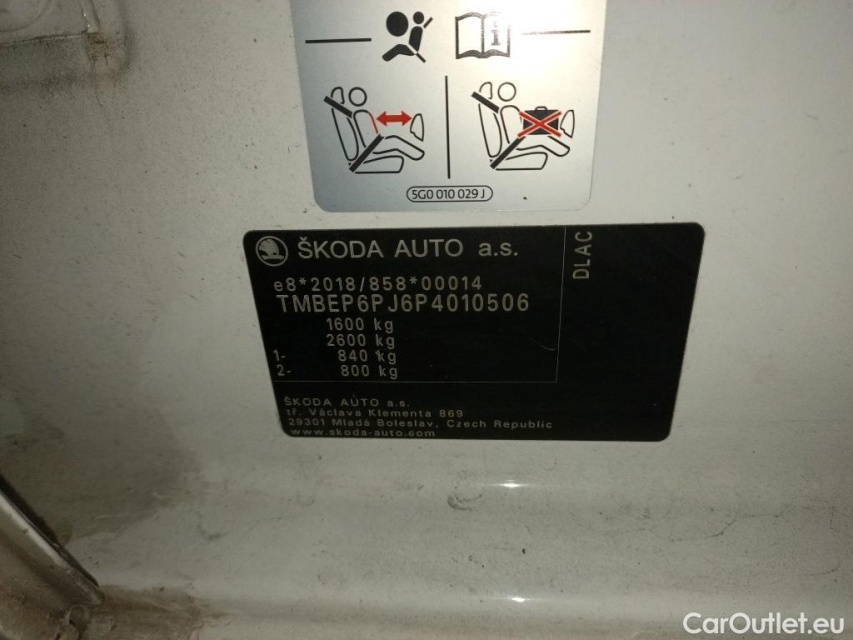 5G0 010 029 J
ŠKODA AUTO a.s.
DLAC
e8*2018/858*00014
TMBEP6PJ6P4010506
1600 kg
2600 kg
1- 840 kg
2- 800 kg
ŠKODA AUTO a.s.
tř. Václava Klementa 869
29301 Mladá Boleslav, Czech Republic
www.skoda-auto.com
CarOutlet.eu